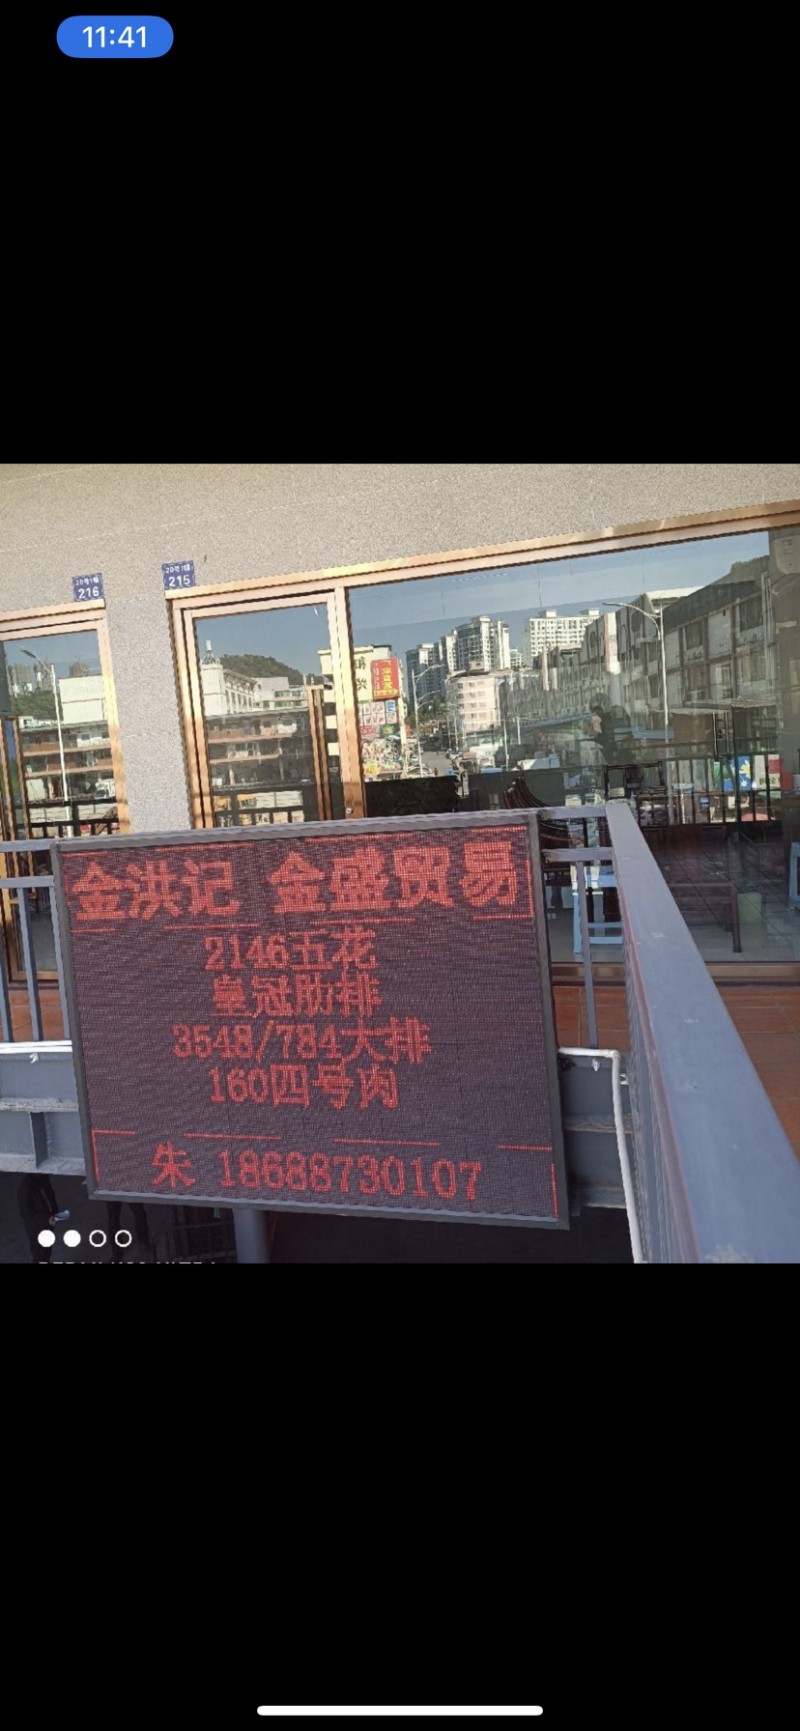 11:41
216
215
金洪记 金盛贸易
2146五花
皇冠肋排
3548/784大排
160四号肉
朱 18688730107